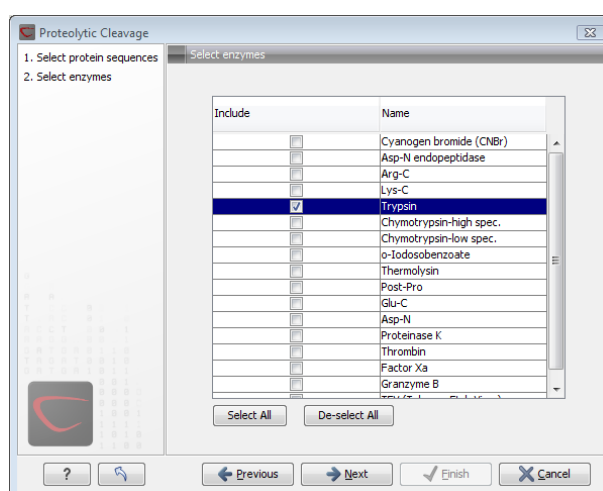 Proteolytic Cleavage
1. Select protein sequences
2. Select enzymes
Select enzymes
Include Name
Cyanogen bromide (CNBr)
Asp-N endopeptidase
Arg-C
Lys-C
Trypsin
Chymotrypsin-high spec.
Chymotrypsin-low spec.
o-Iodosobenzoate
Thermolysin
Post-Pro
Glu-C
Asp-N
Proteinase K
Thrombin
Factor Xa
Granzyme B
Select All De-select All
? Previous Next Finish Cancel